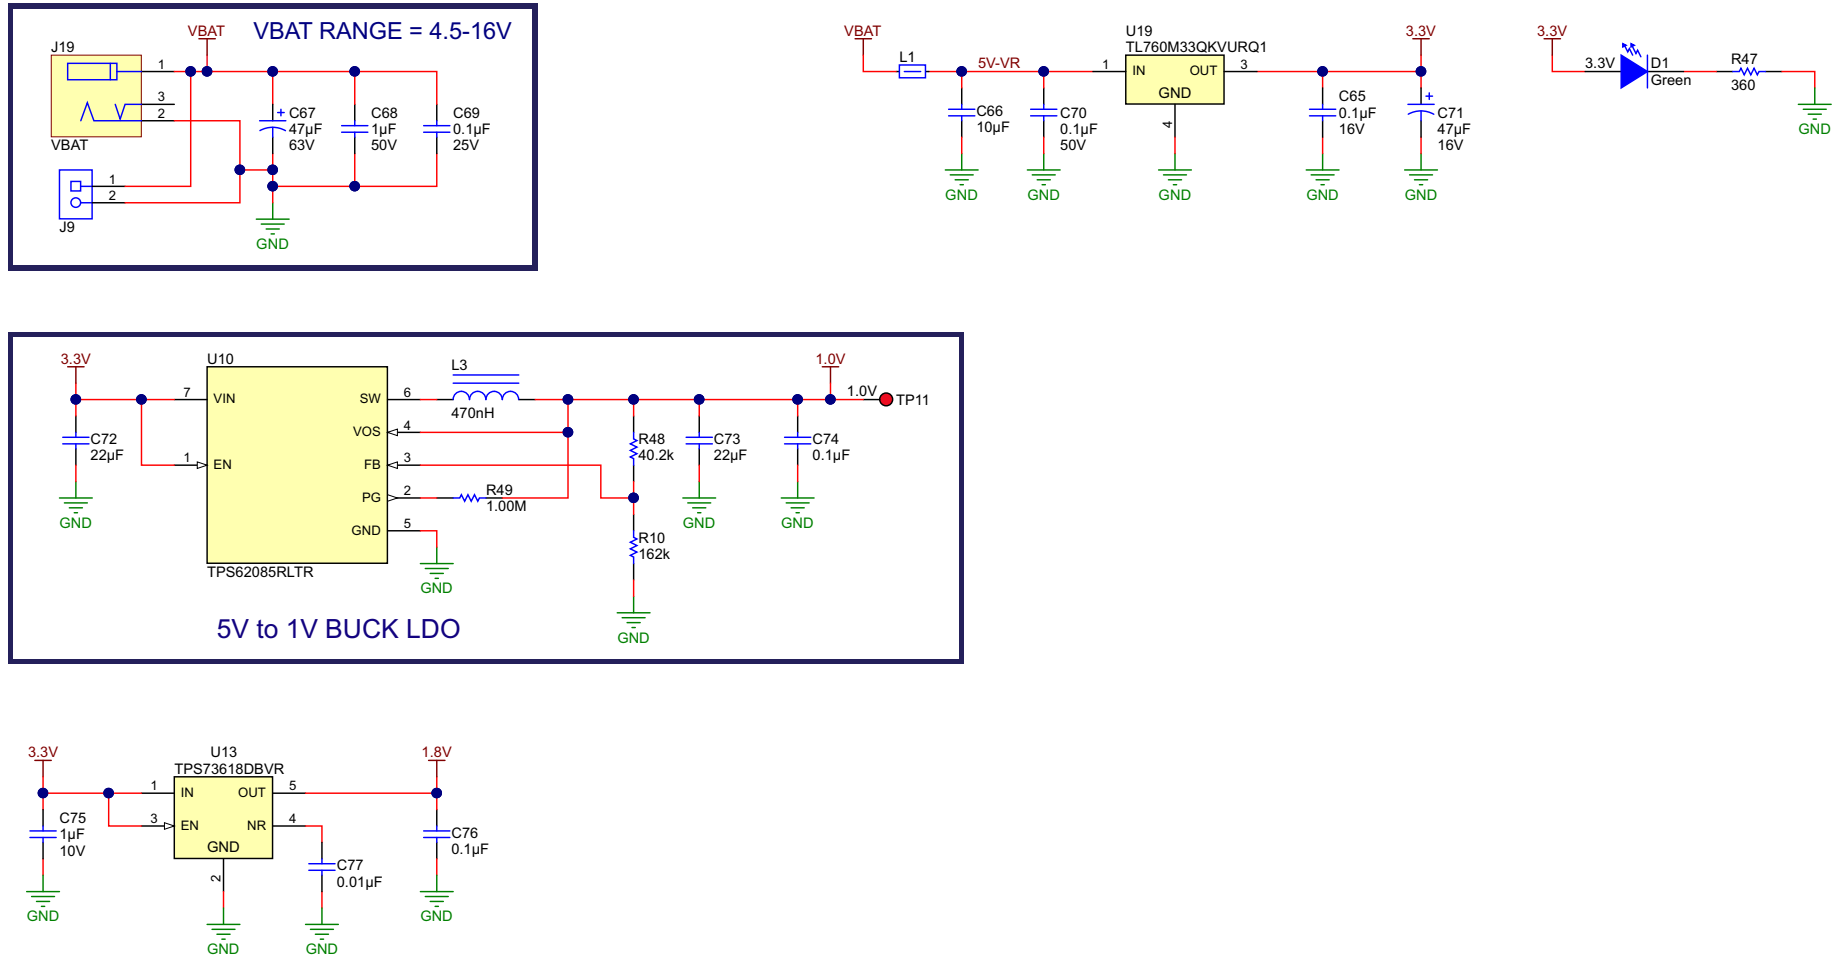 VBAT RANGE = 4.5-16V
VBAT
J19
1
3
2
VBAT
C67
47µF
63V
C68
1µF
50V
C69
0.1µF
25V
1
2
J9
GND
VBAT
L1
5V-VR
C66
10µF
GND
C70
0.1µF
50V
GND
U19
TL760M33QKVURQ1
1
IN
OUT
3
GND
4
GND
3.3V
C65
0.1µF
16V
GND
C71
47µF
16V
GND
3.3V
3.3V
D1
Green
R47
360
GND
3.3V
C72
22µF
GND
U10
7
VIN
1
EN
SW
6
VOS
4
FB
3
PG
2
GND
5
TPS62085RLTR
GND
L3
470nH
R49
1.00M
R48
40.2k
R10
162k
GND
C73
22µF
GND
C74
0.1µF
GND
1.0V
1.0V
TP11
5V to 1V BUCK LDO
3.3V
C75
1µF
10V
GND
U13
TPS73618DBVR
1
IN
3
EN
OUT
5
NR
4
GND
2
GND
C77
0.01µF
GND
1.8V
C76
0.1µF
GND